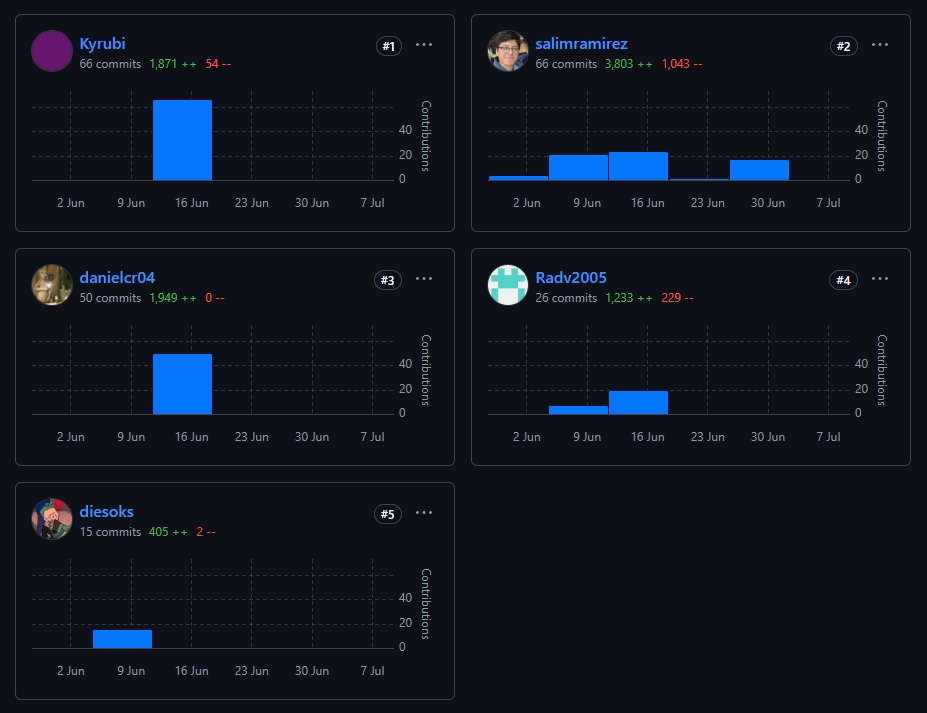 Kyrubi #1 ...
66 commits 1,871 ++ 54 --
Contributions
40
20
0
2 Jun 9 Jun 16 Jun 23 Jun 30 Jun 7 Jul
salimramirez #2 ...
66 commits 3,803 ++ 1,043 --
Contributions
40
20
0
2 Jun 9 Jun 16 Jun 23 Jun 30 Jun 7 Jul
danielcr04 #3 ...
50 commits 1,949 ++ 0 --
Contributions
40
20
0
2 Jun 9 Jun 16 Jun 23 Jun 30 Jun 7 Jul
Radv2005 #4 ...
26 commits 1,233 ++ 229 --
Contributions
40
20
0
2 Jun 9 Jun 16 Jun 23 Jun 30 Jun 7 Jul
diesoks #5 ...
15 commits 405 ++ 2 --
Contributions
40
20
0
2 Jun 9 Jun 16 Jun 23 Jun 30 Jun 7 Jul